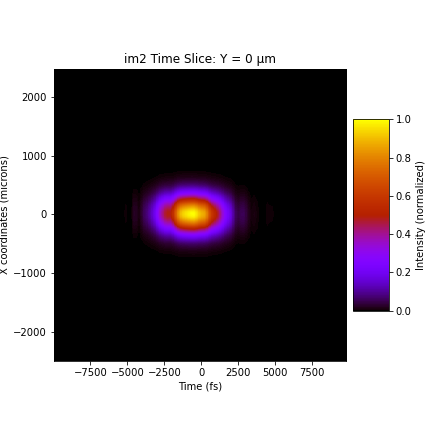 im2 Time Slice: Y = 0 μm
X coordinates (microns)
2000
1000
0
−1000
−2000
−7500 −5000 −2500 0 2500 5000 7500
Time (fs)
1.0
0.8
0.6
0.4
0.2
0.0
Intensity (normalized)